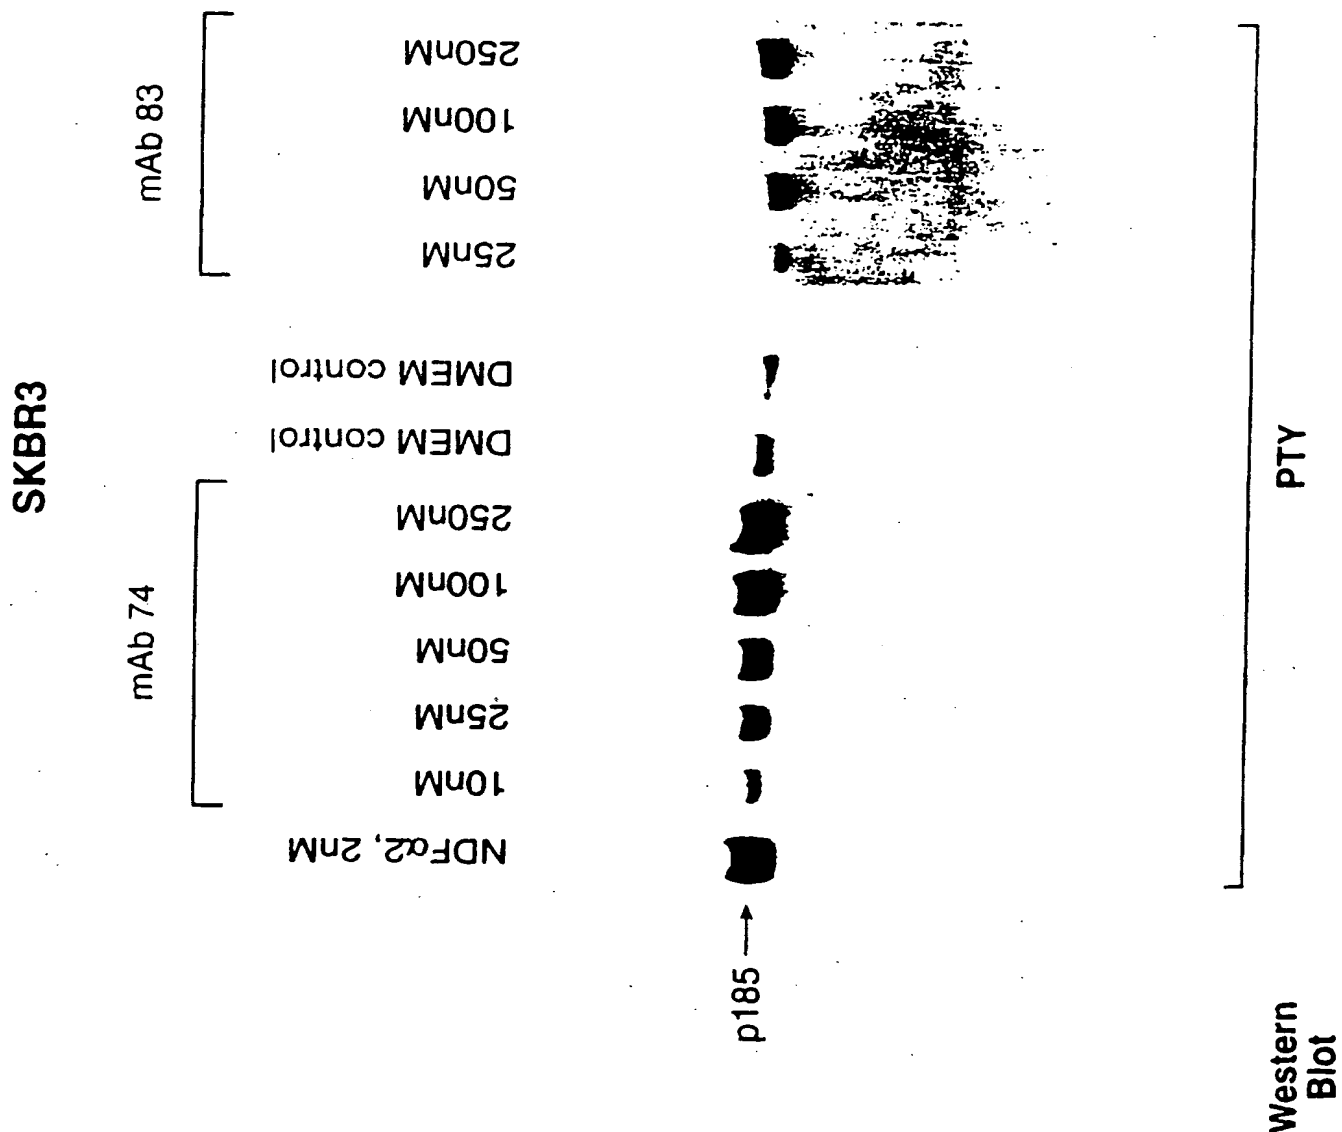 SKBR3
mAb 74
mAb 83
NDFα2, 2nM
10nM
25nM
50nM
100nM
250nM
DMEM control
DMEM control
25nM
50nM
100nM
250nM
p185
Western
Blot
PTY